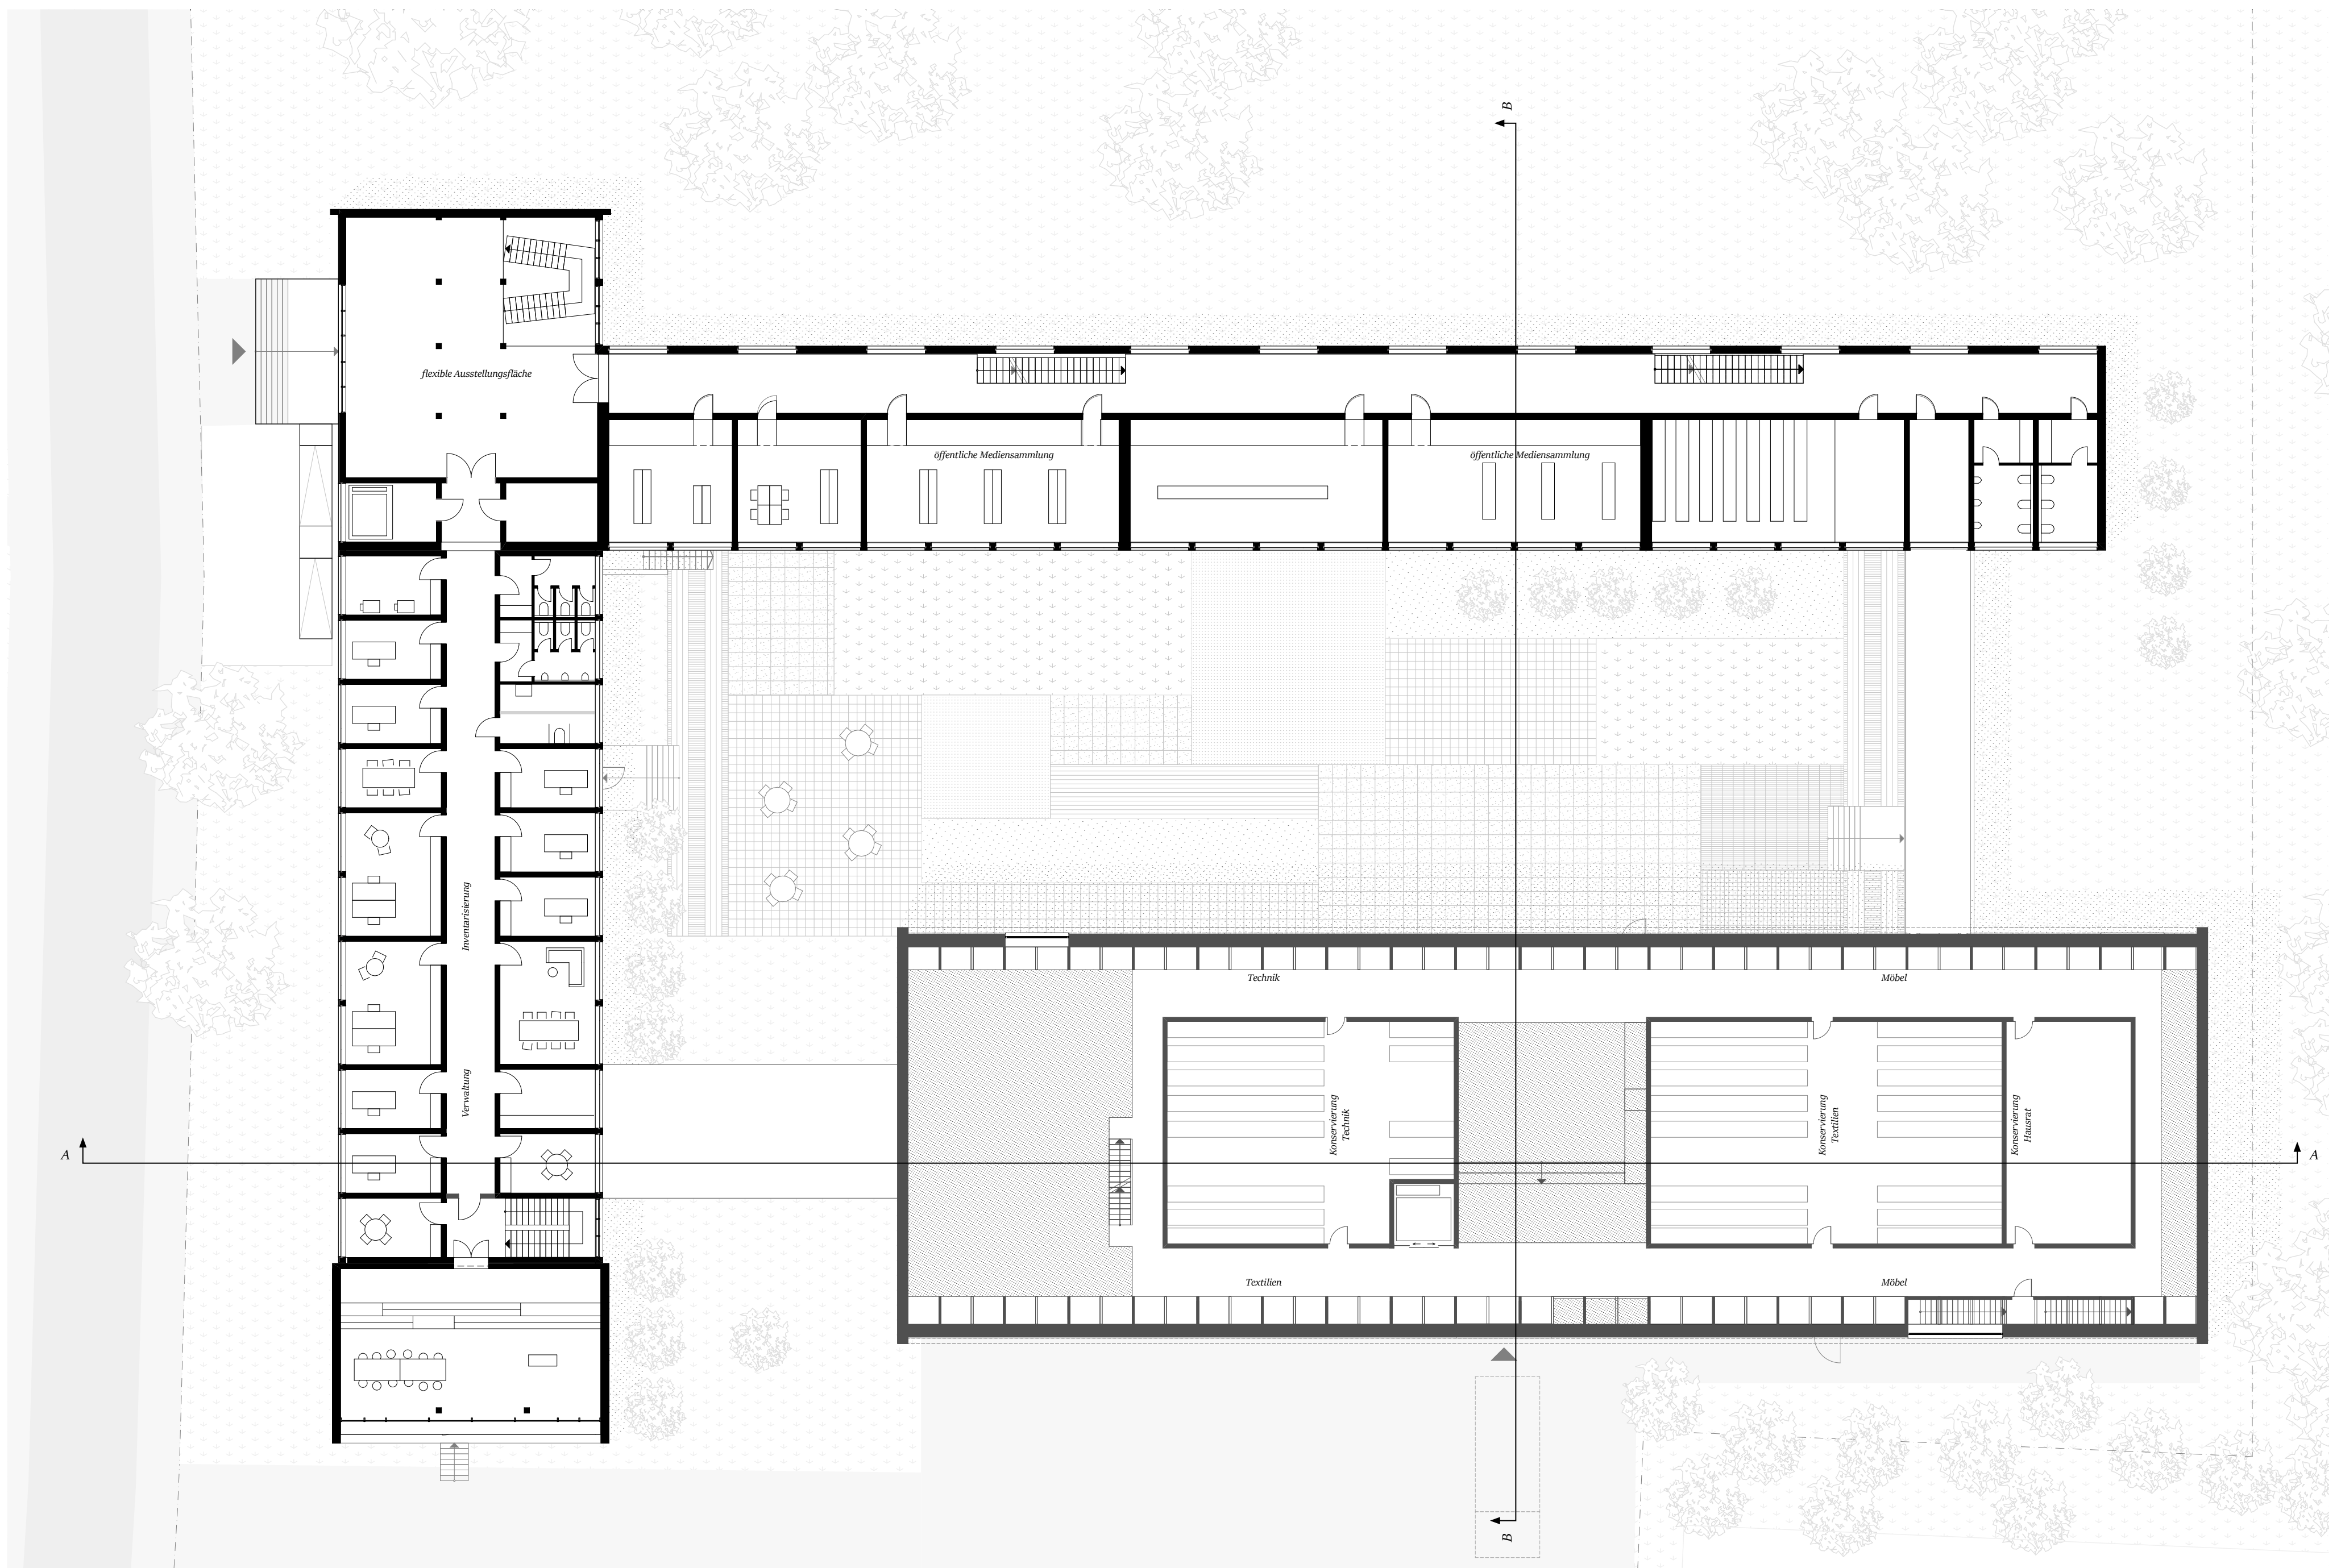 B
flexible Ausstellungsfläche
öffentliche Mediensammlung
öffentliche Mediensammlung
Inventarisierung
Verwaltung
Technik
Möbel
Konservierung
Technik
Konservierung
Textilien
Konservierung
Hausrat
A
A
Textilien
Möbel
B